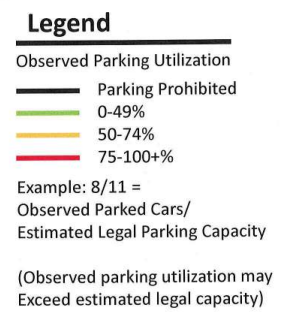 Legend
Observed Parking Utilization
Parking Prohibited
0-49%
50-74%
75-100+%
Example: 8/11 =
Observed Parked Cars/
Estimated Legal Parking Capacity
(Observed parking utilization may
Exceed estimated legal capacity)